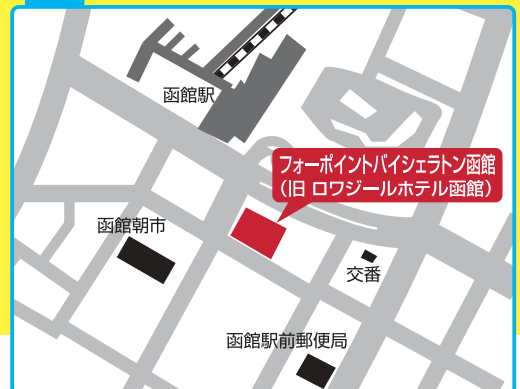 函館駅
フォーポイントバイシェラトン函館
（旧 ロワジールホテル函館）
函館朝市
交番
函館駅前郵便局